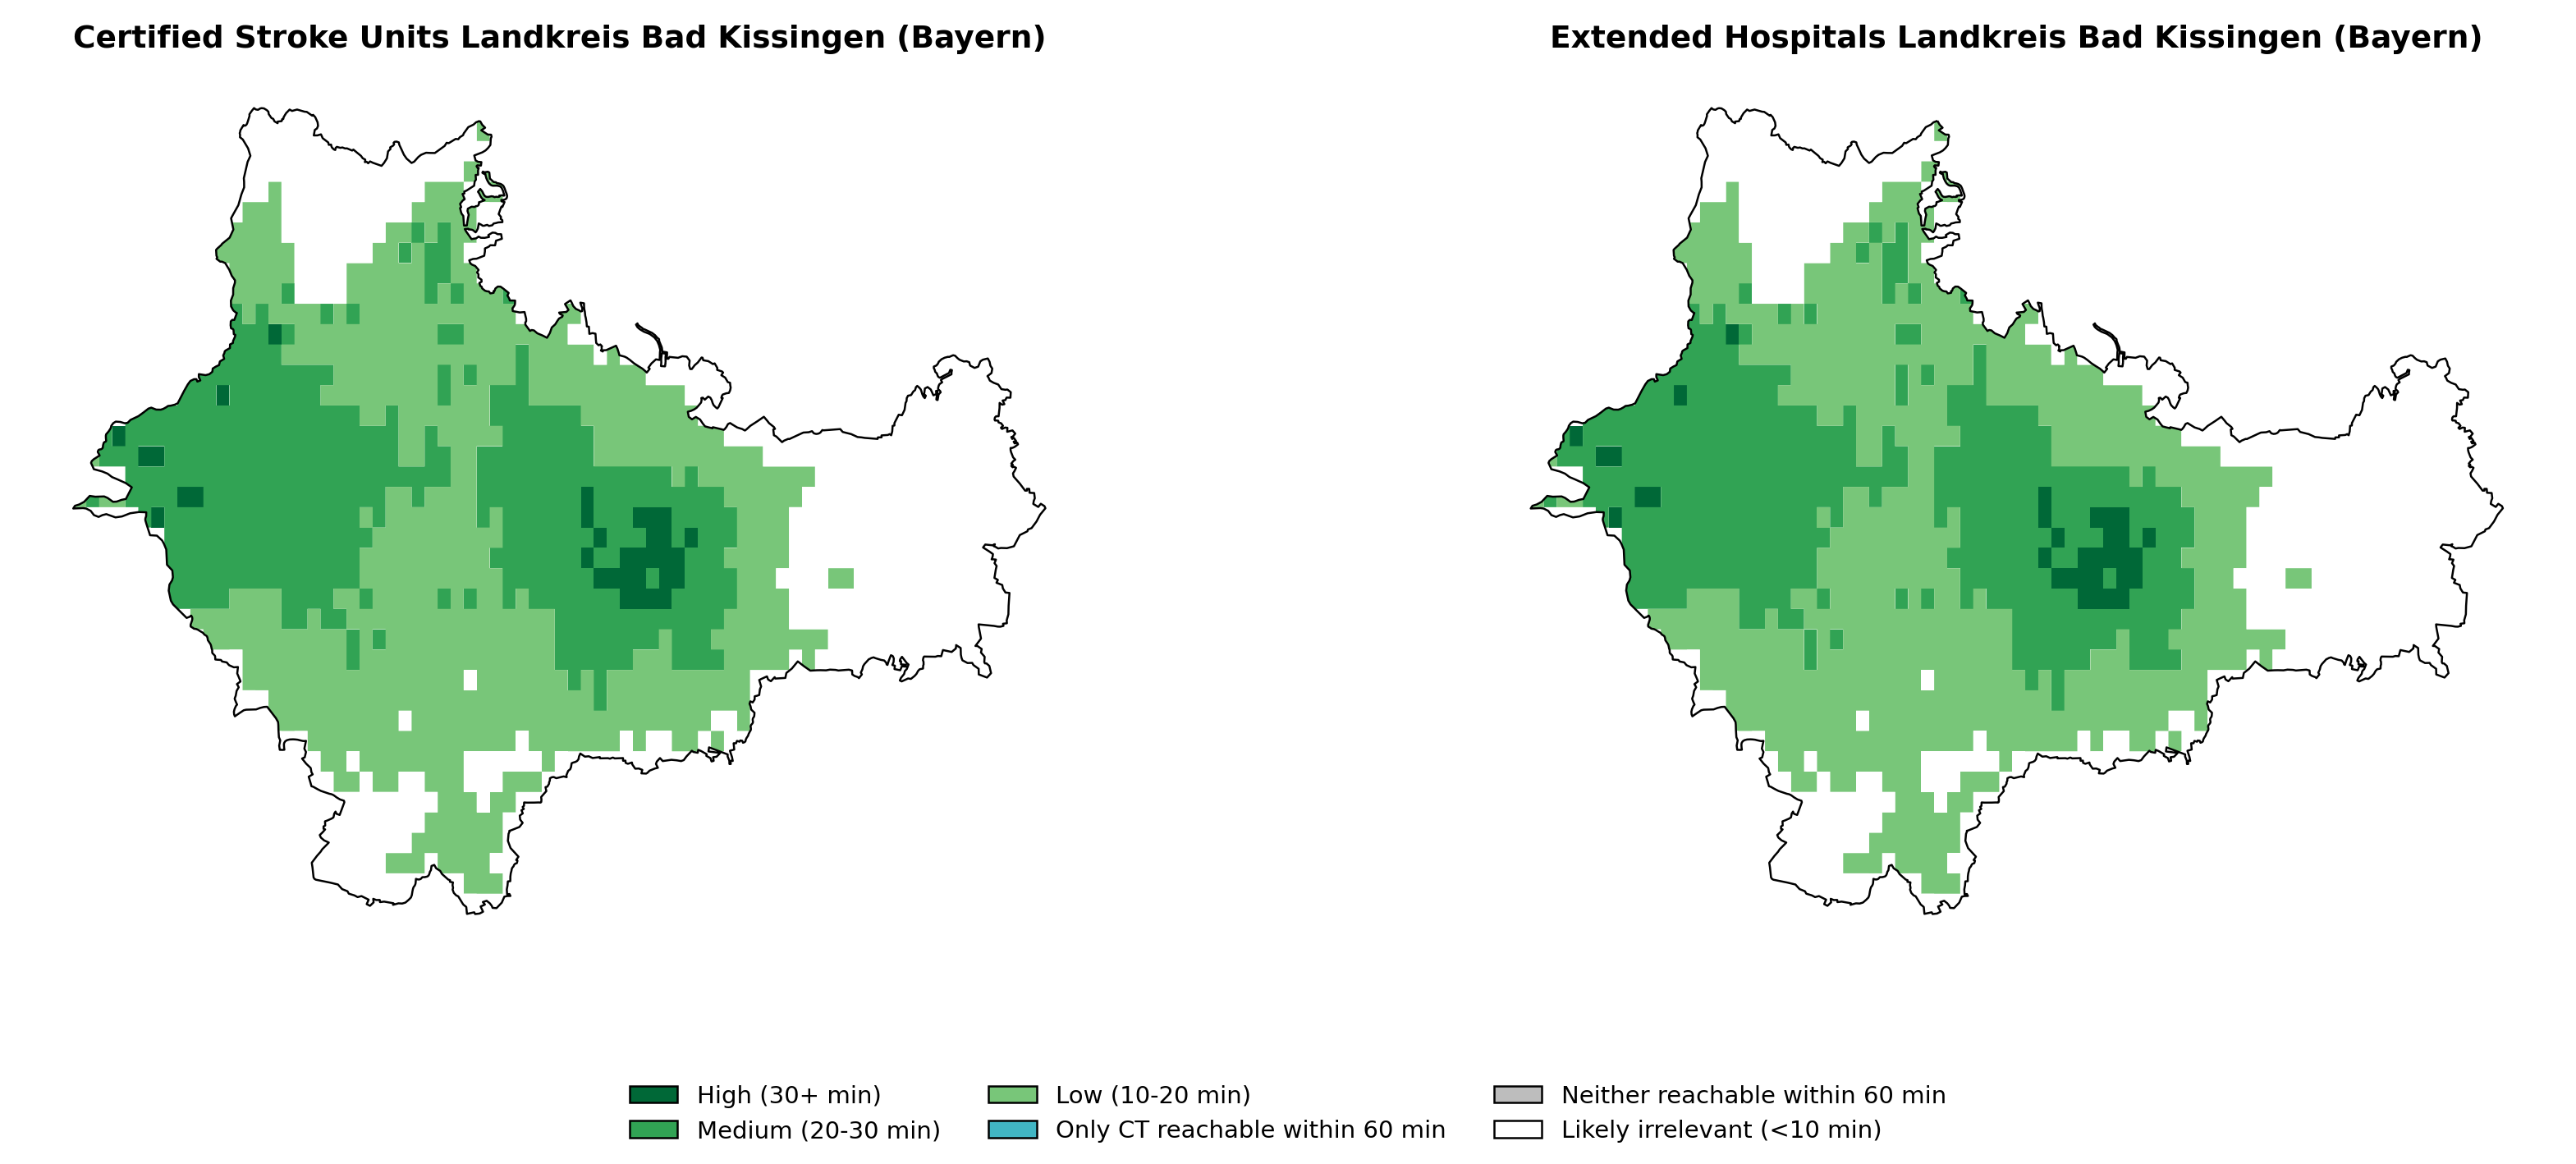 Certified Stroke Units Landkreis Bad Kissingen (Bayern)
Extended Hospitals Landkreis Bad Kissingen (Bayern)
High (30+ min)
Medium (20-30 min)
Low (10-20 min)
Only CT reachable within 60 min
Neither reachable within 60 min
Likely irrelevant (<10 min)